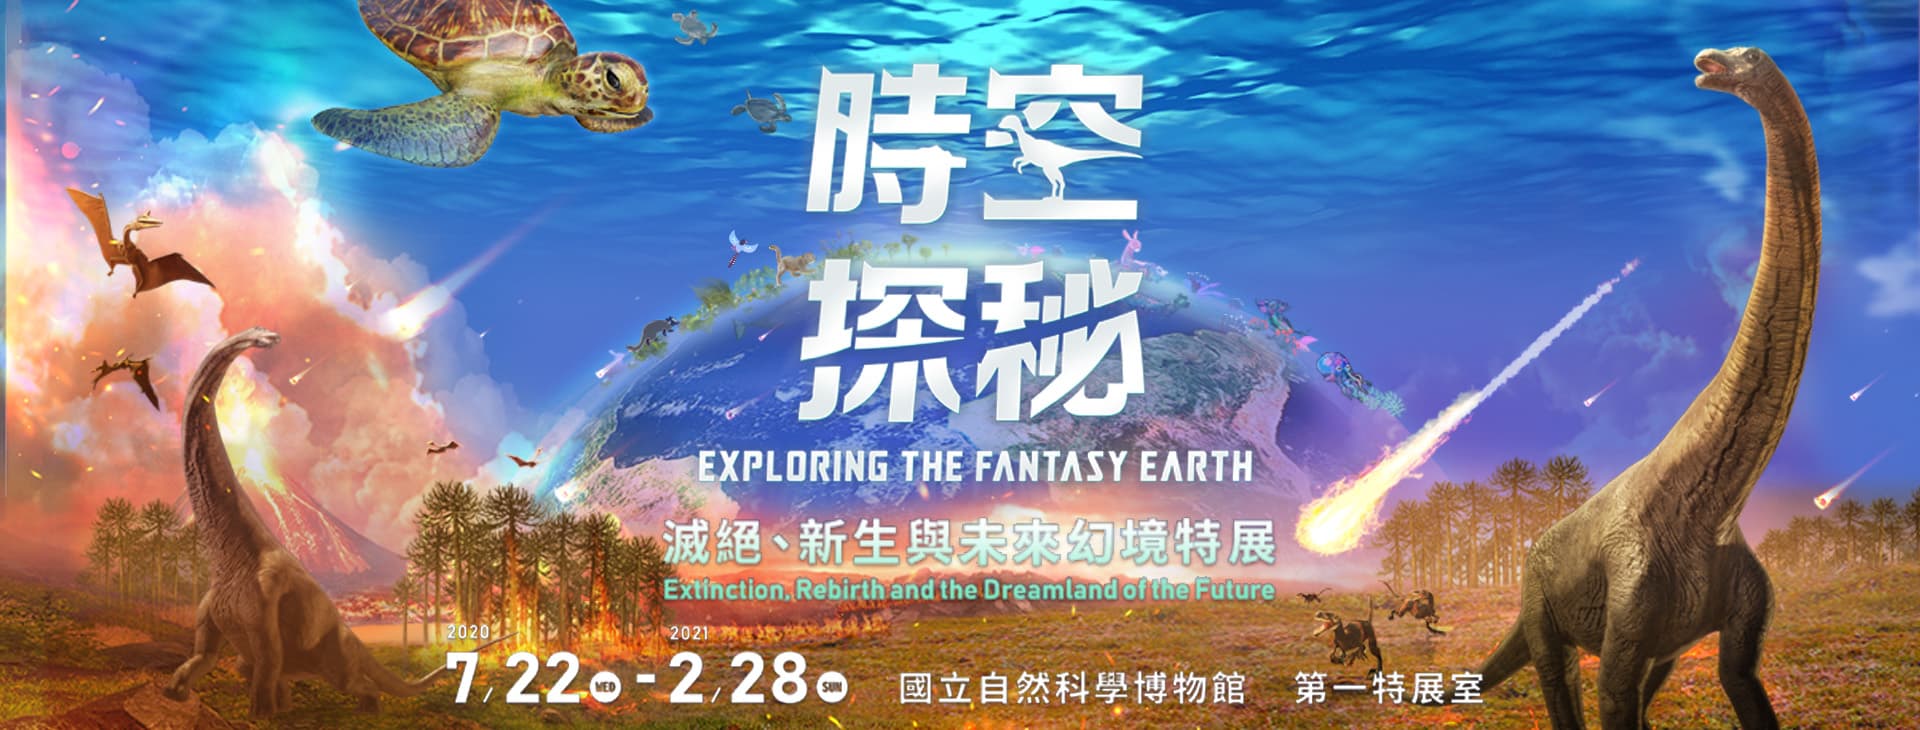 時空
探秘
EXPLORING THE FANTASY EARTH
滅絕、新生與未來幻境特展
Extinction, Rebirth and the Dreamland of the Future
2020 2021
7/22 WED - 2/28 SUN 國立自然科學博物館 第一特展室